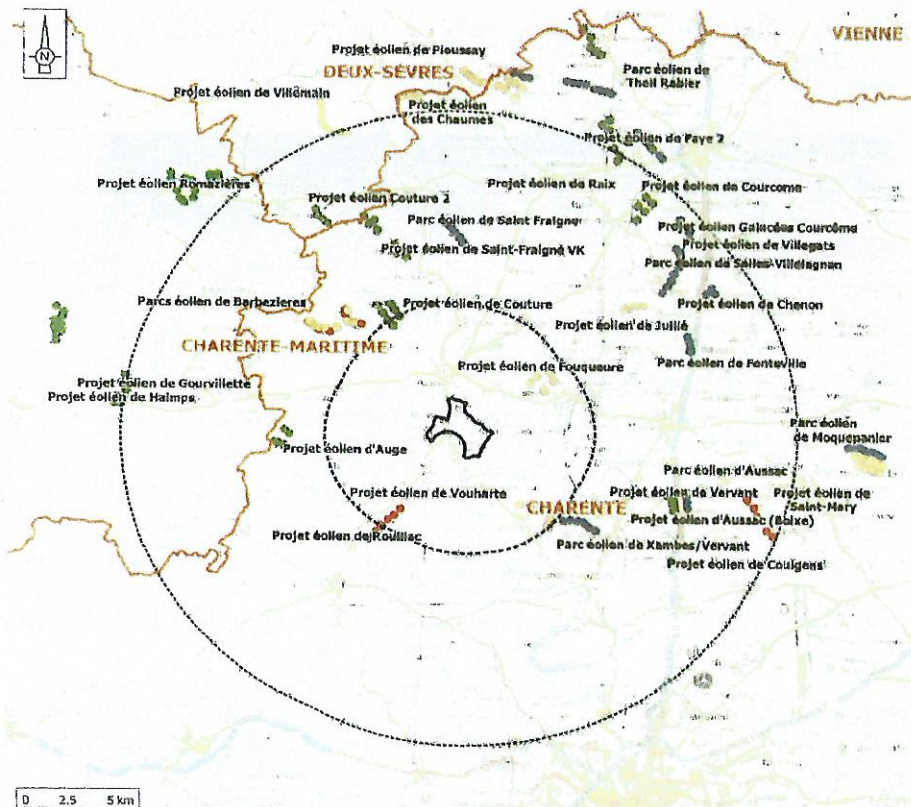 N
VIENNE
Projet éolien de Pioussay
DEUX-SÈVRES
Parc éolien de
Theil Rabier
Projet éolien de Villemain
Projet éolien
des Chaumes
Projet éolien de Faye 2
Projet éolien Romazières
Projet éolien de Raix
Projet éolien de Courcome
Projet éolien Couture 2
Parc éolien de Saint Fraigne
Projet éolien Galacées Courcôme
Projet éolien de Villegats
Projet éolien de Saint-Fraigne VK
Parc éolien de Salles-Villefagnan
Parcs éolien de Barbezieres
Projet éolien de Couture
Projet éolien de Chenon
Projet éolien de Juillé
CHARENTE-MARITIME
Parc éolien de Fonteville
Projet éolien de Fouqueure
Projet éolien de Gourvillette
Projet éolien de Haimps
Parc éolien
de Moquepanier
Projet éolien d'Auge
Parc éolien d'Aussac
Projet éolien de Vouharte
Projet éolien de Vervant
Projet éolien de
Saint-Mary
CHARENTE
Projet éolien d'Aussac (Boixe)
Projet éolien de Rouillac
Parc éolien de Xambes/Vervant
Projet éolien de Coulgens
0 2.5 5 km